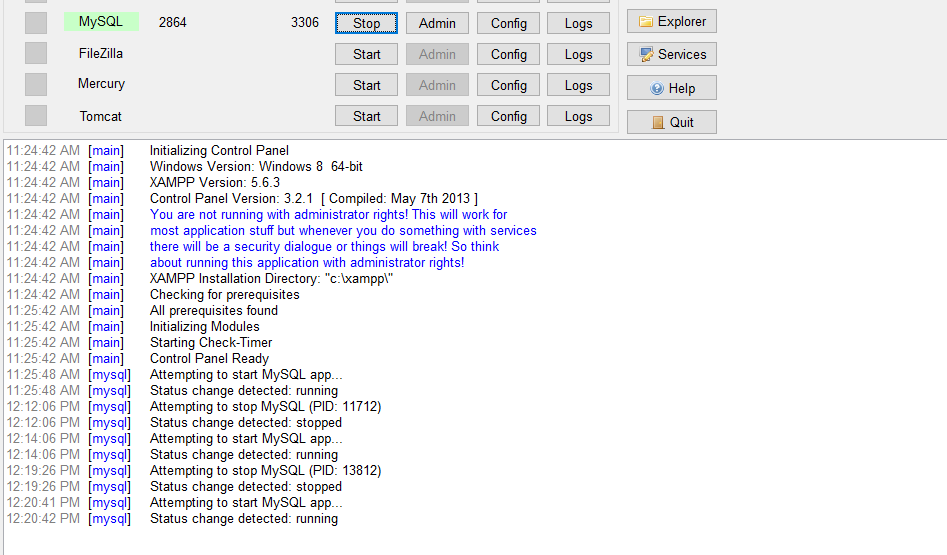 MySQL 2864 3306 Stop Admin Config Logs Explorer
FileZilla Start Admin Config Logs Services
Mercury Start Admin Config Logs Help
Tomcat Start Admin Config Logs Quit
11:24:42 AM [main] Initializing Control Panel
11:24:42 AM [main] Windows Version: Windows 8 64-bit
11:24:42 AM [main] XAMPP Version: 5.6.3
11:24:42 AM [main] Control Panel Version: 3.2.1 [ Compiled: May 7th 2013 ]
11:24:42 AM [main] You are not running with administrator rights! This will work for
11:24:42 AM [main] most application stuff but whenever you do something with services
11:24:42 AM [main] there will be a security dialogue or things will break! So think
11:24:42 AM [main] about running this application with administrator rights!
11:24:42 AM [main] XAMPP Installation Directory: "c:\xampp\"
11:24:42 AM [main] Checking for prerequisites
11:25:42 AM [main] All prerequisites found
11:25:42 AM [main] Initializing Modules
11:25:42 AM [main] Starting Check-Timer
11:25:42 AM [main] Control Panel Ready
11:25:48 AM [mysql] Attempting to start MySQL app...
11:25:48 AM [mysql] Status change detected: running
12:12:06 PM [mysql] Attempting to stop MySQL (PID: 11712)
12:12:06 PM [mysql] Status change detected: stopped
12:14:06 PM [mysql] Attempting to start MySQL app...
12:14:06 PM [mysql] Status change detected: running
12:19:26 PM [mysql] Attempting to stop MySQL (PID: 13812)
12:19:26 PM [mysql] Status change detected: stopped
12:20:41 PM [mysql] Attempting to start MySQL app...
12:20:42 PM [mysql] Status change detected: running